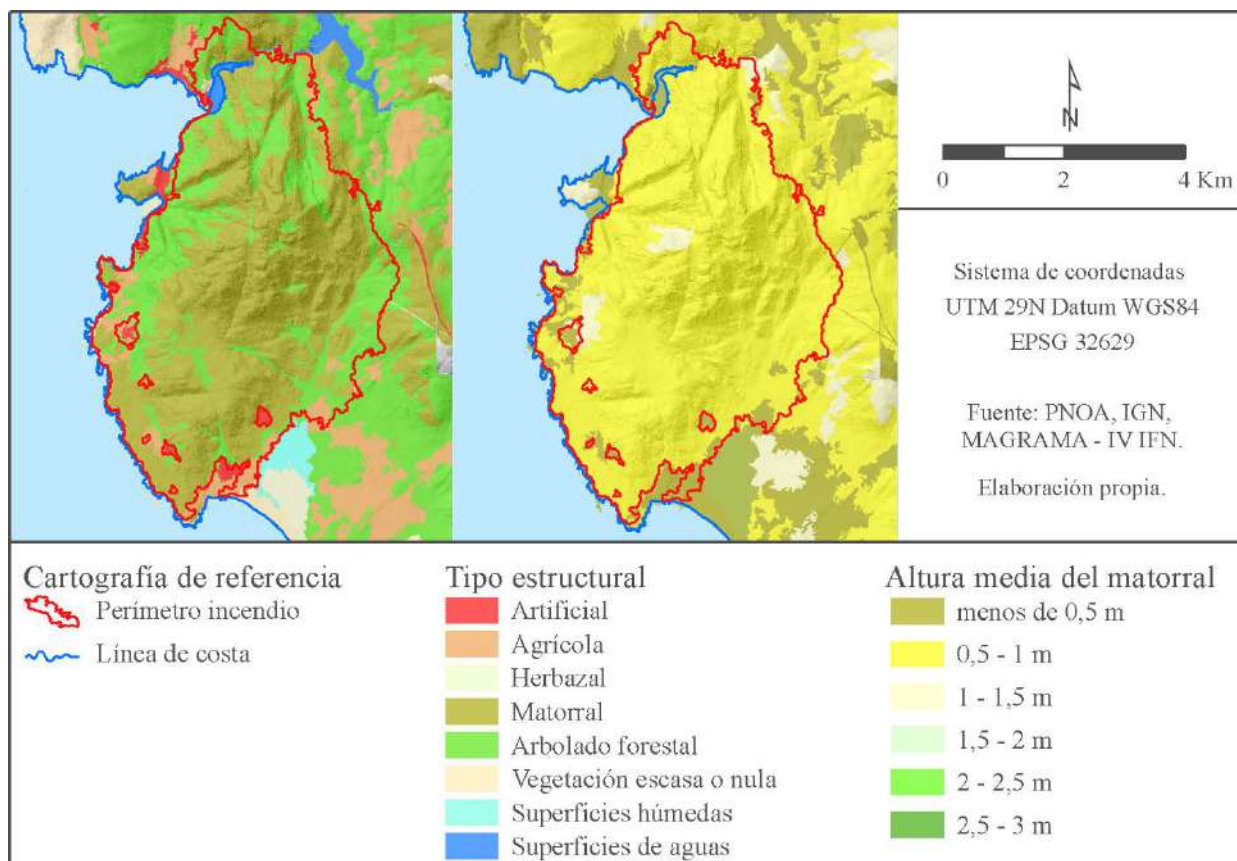 N
0 2 4 Km
Sistema de coordenadas
UTM 29N Datum WGS84
EPSG 32629
Fuente: PNOA, IGN,
MAGRAMA - IV IFN.
Elaboración propia.
Cartografía de referencia
Perímetro incendio
Línea de costa
Tipo estructural
Artificial
Agrícola
Herbazal
Matorral
Arbolado forestal
Vegetación escasa o nula
Superficies húmedas
Superficies de aguas
Altura media del matorral
menos de 0,5 m
0,5 - 1 m
1 - 1,5 m
1,5 - 2 m
2 - 2,5 m
2,5 - 3 m